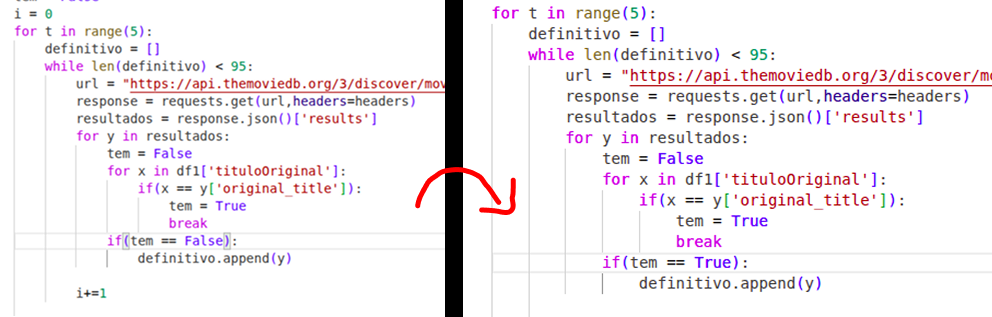 i = 0
for t in range(5):
definitivo = []
while len(definitivo) < 95:
url = "https://api.themoviedb.org/3/discover/mov
response = requests.get(url,headers=headers)
resultados = response.json()['results']
for y in resultados:
tem = False
for x in df1['tituloOriginal']:
if(x == y['original_title']):
tem = True
break
if(tem == False):
definitivo.append(y)
i+=1
for t in range(5):
definitivo = []
while len(definitivo) < 95:
url = "https://api.themoviedb.org/3/discover/mo
response = requests.get(url,headers=headers)
resultados = response.json()['results']
for y in resultados:
tem = False
for x in df1['tituloOriginal']:
if(x == y['original_title']):
tem = True
break
if(tem == True):
definitivo.append(y)